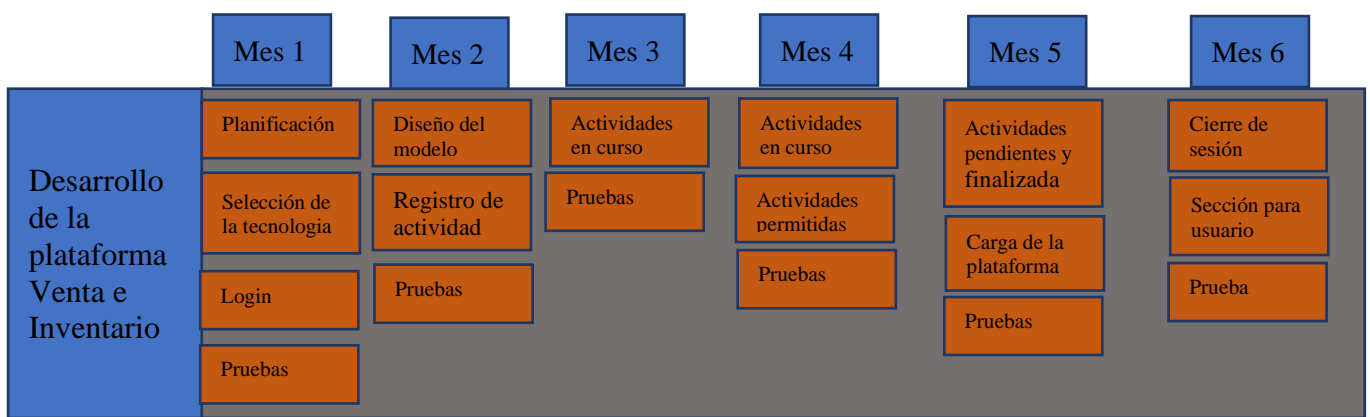 Mes 1
Mes 2
Mes 3
Mes 4
Mes 5
Mes 6
Desarrollo
de la
plataforma
Venta e
Inventario
Planificación
Selección de
la tecnologia
Login
Pruebas
Diseño del
modelo
Registro de
actividad
Pruebas
Actividades
en curso
Pruebas
Actividades
en curso
Actividades
permitidas
Pruebas
Actividades
pendientes y
finalizada
Carga de la
plataforma
Pruebas
Cierre de
sesión
Sección para
usuario
Prueba